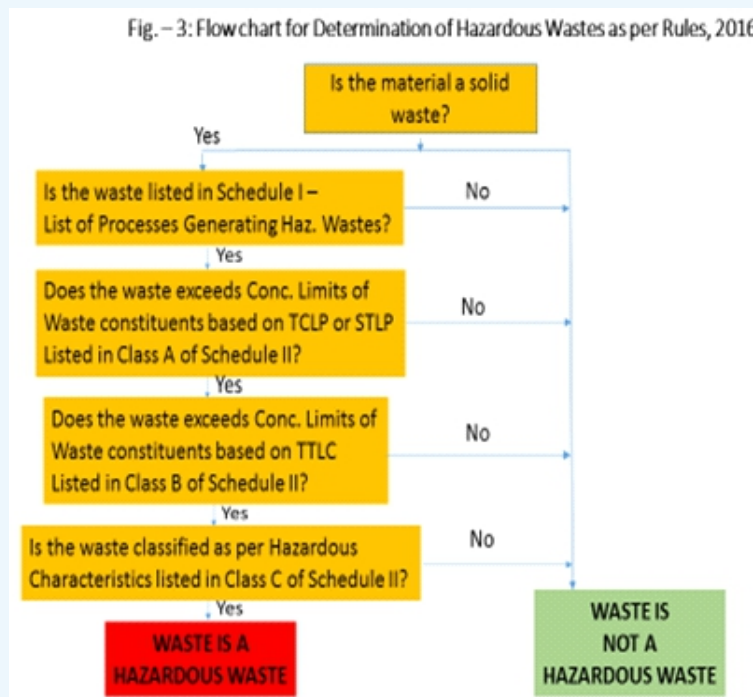 Fig. – 3: Flowchart for Determination of Hazardous Wastes as per Rules, 2016
Is the material a solid
waste?
Yes
Is the waste listed in Schedule I –
List of Processes Generating Haz. Wastes?
No
Yes
Does the waste exceeds Conc. Limits of
Waste constituents based on TCLP or STLP
Listed in Class A of Schedule II?
No
Yes
Does the waste exceeds Conc. Limits of
Waste constituents based on TTLC
Listed in Class B of Schedule II?
No
Yes
Is the waste classified as per Hazardous
Characteristics listed in Class C of Schedule II?
No
Yes
WASTE IS A
HAZARDOUS WASTE
WASTE IS
NOT A
HAZARDOUS WASTE